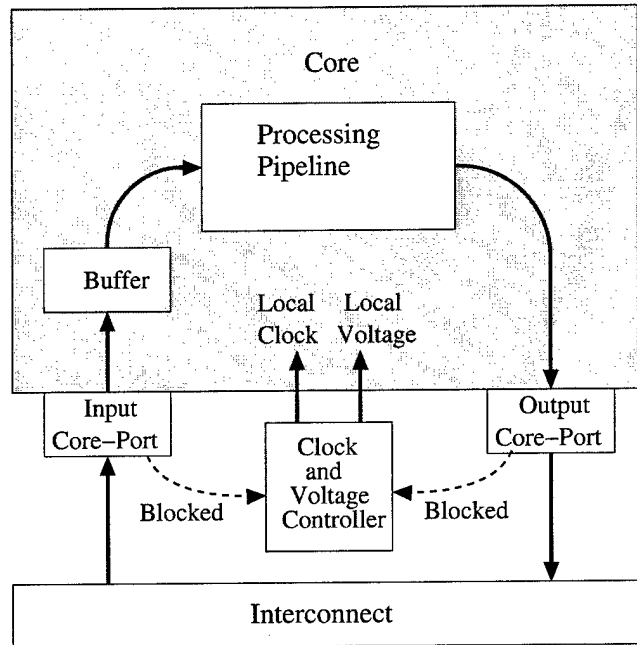 Core
Processing
Pipeline
Buffer
Local
Clock
Local
Voltage
Input
Core–Port
Output
Core–Port
Clock
and
Voltage
Controller
Blocked
Blocked
Interconnect